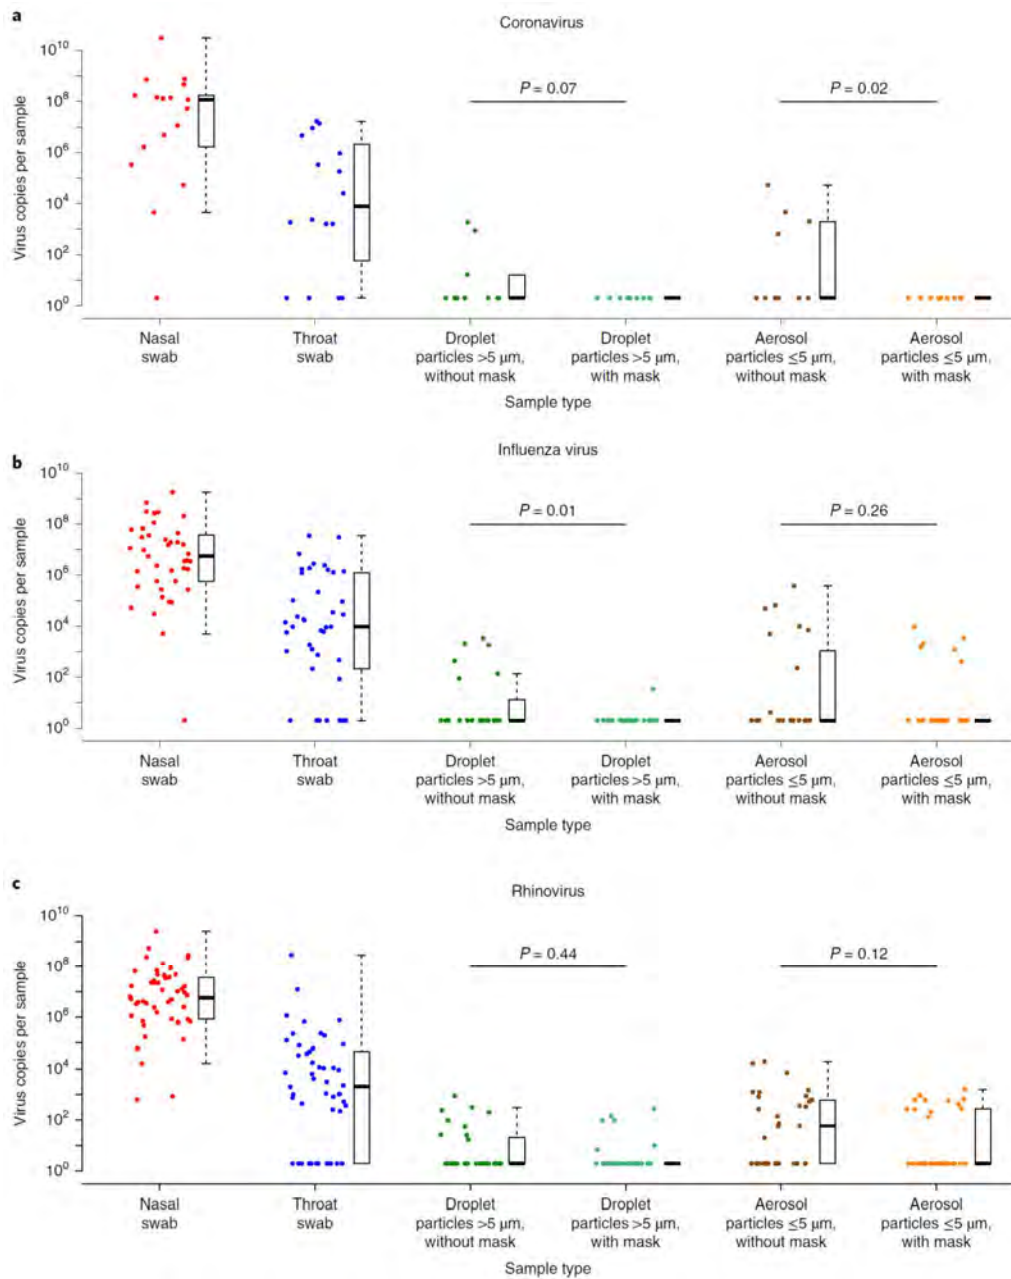 a
Coronavirus
Virus copies per sample
10^10
10^8
10^6
10^4
10^2
10^0
P = 0.07
P = 0.02
Nasal
swab
Throat
swab
Droplet
particles >5 μm,
without mask
Droplet
particles >5 μm,
with mask
Aerosol
particles ≤5 μm,
without mask
Aerosol
particles ≤5 μm,
with mask
Sample type
b
Influenza virus
Virus copies per sample
10^10
10^8
10^6
10^4
10^2
10^0
P = 0.01
P = 0.26
Nasal
swab
Throat
swab
Droplet
particles >5 μm,
without mask
Droplet
particles >5 μm,
with mask
Aerosol
particles ≤5 μm,
without mask
Aerosol
particles ≤5 μm,
with mask
Sample type
c
Rhinovirus
Virus copies per sample
10^10
10^8
10^6
10^4
10^2
10^0
P = 0.44
P = 0.12
Nasal
swab
Throat
swab
Droplet
particles >5 μm,
without mask
Droplet
particles >5 μm,
with mask
Aerosol
particles ≤5 μm,
without mask
Aerosol
particles ≤5 μm,
with mask
Sample type